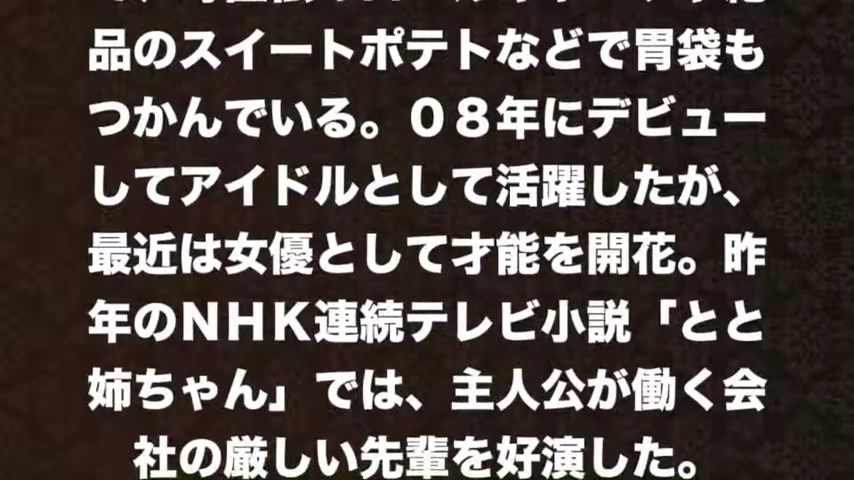 品のスイートポテトなどで胃袋も
つかんでいる。０８年にデビュー
してアイドルとして活躍したが、
最近は女優として才能を開花。昨
年のＮＨＫ連続テレビ小説「とと
姉ちゃん」では、主人公が働く会
社の厳しい先輩を好演した。